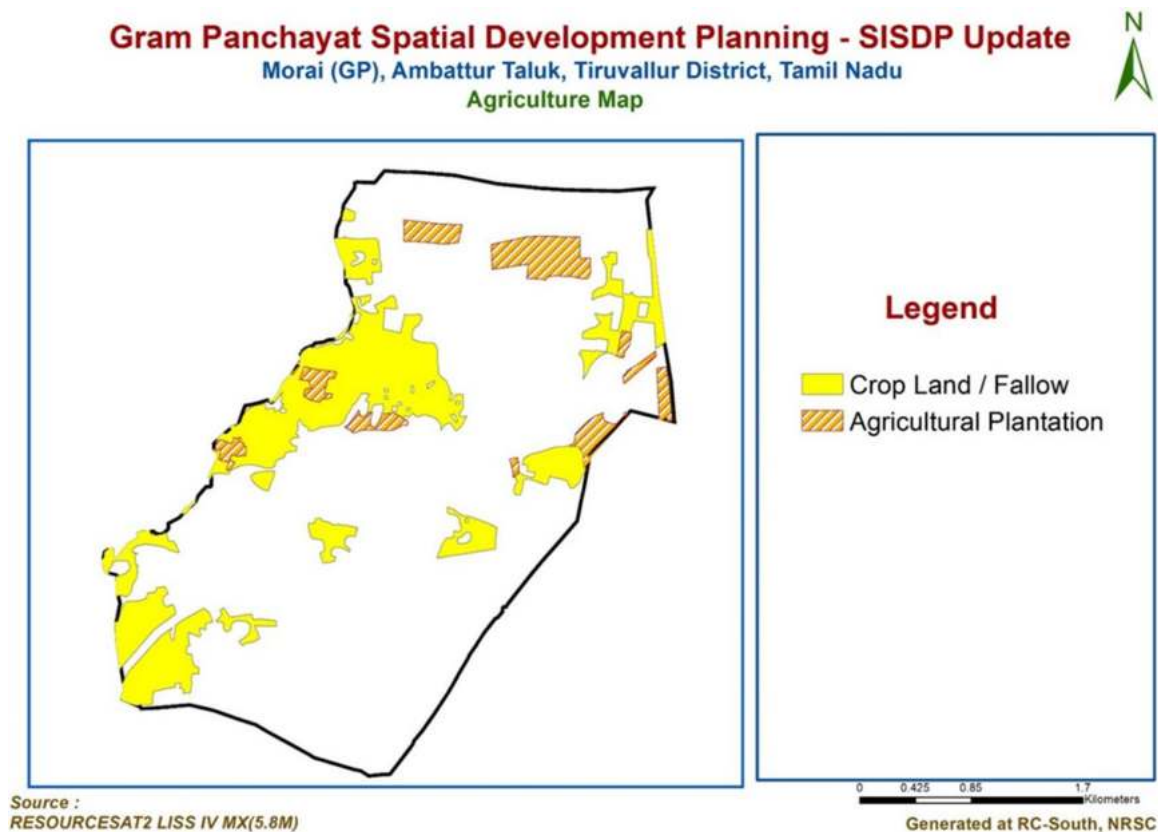 N
Gram Panchayat Spatial Development Planning - SISDP Update
Morai (GP), Ambattur Taluk, Tiruvallur District, Tamil Nadu
Agriculture Map
Legend
Crop Land / Fallow
Agricultural Plantation
0 0.425 0.85 1.7
Kilometers
Source :
RESOURCESAT2 LISS IV MX(5.8M)
Generated at RC-South, NRSC